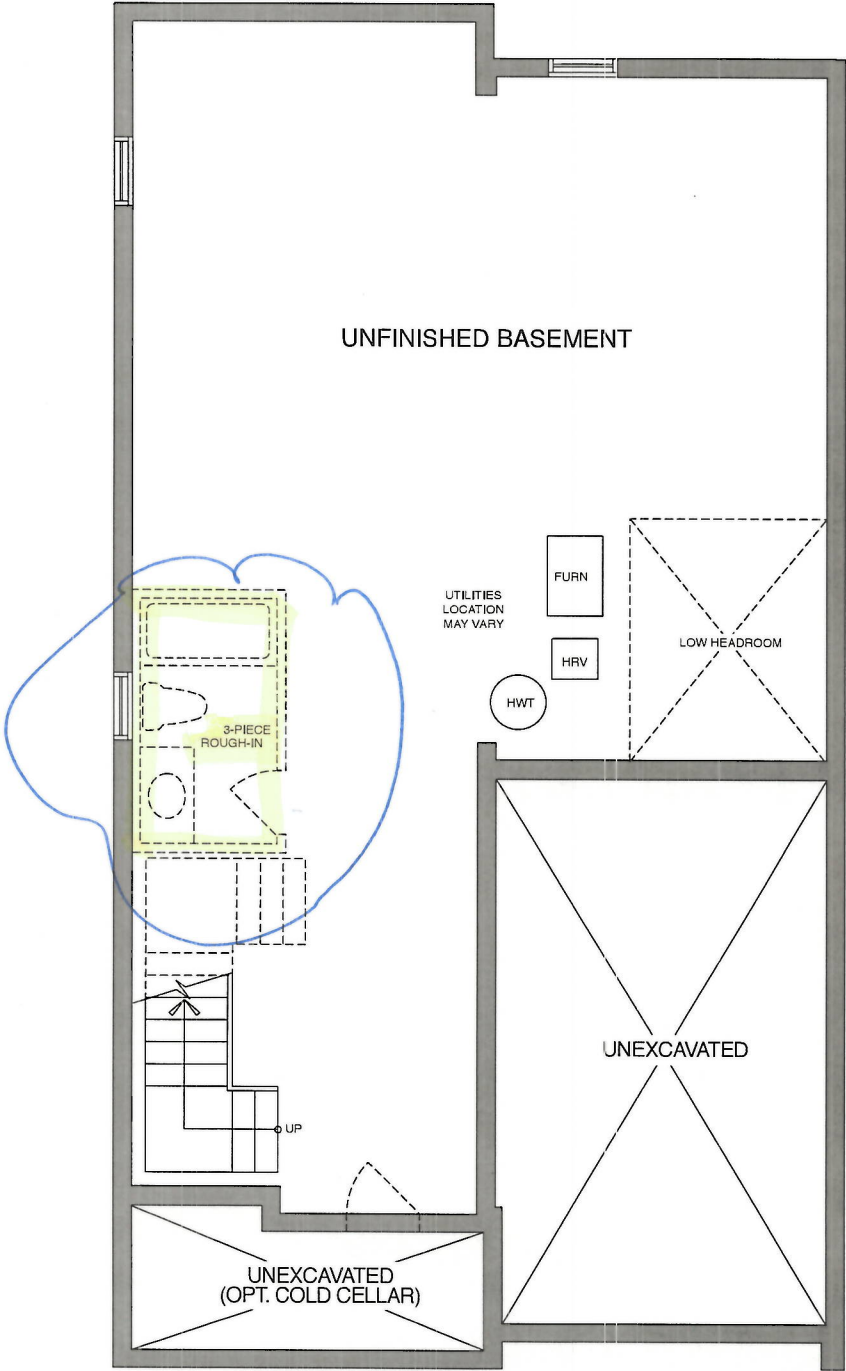 UNFINISHED BASEMENT
UTILITIES
LOCATION
MAY VARY
FURN
HRV
HWT
LOW HEADROOM
3-PIECE
ROUGH-IN
UP
UNEXCAVATED
UNEXCAVATED
(OPT. COLD CELLAR)